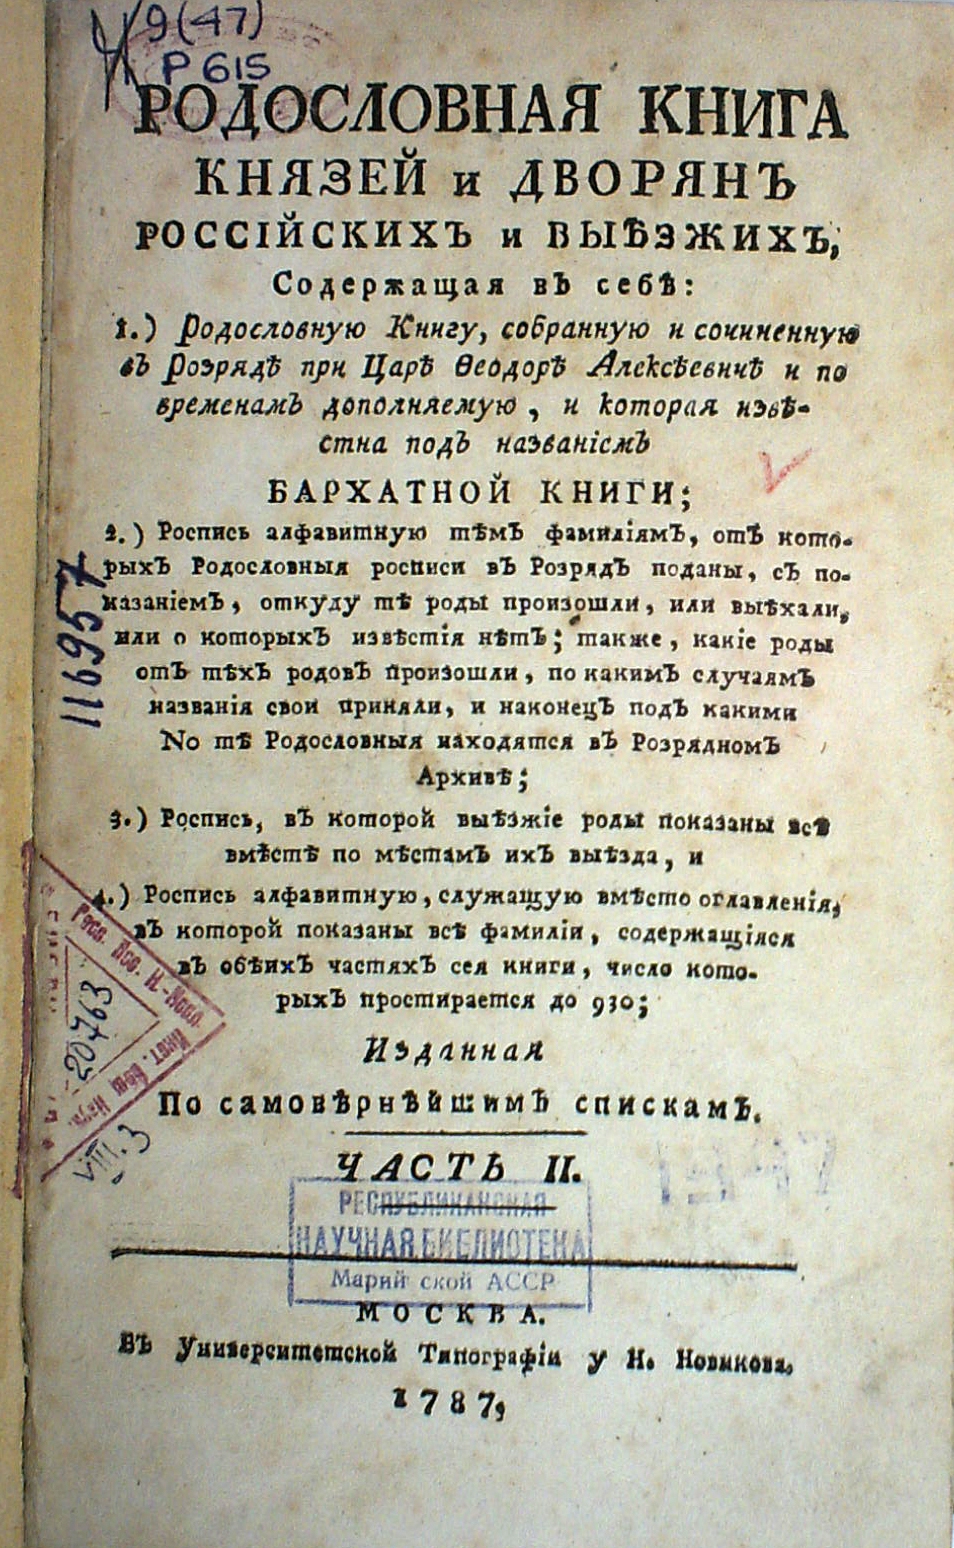 9(47)
Р615
РОДОСЛОВНАЯ КНИГА
КНЯЗЕЙ и ДВОРЯНЪ
РОССІЙСКИХЪ и ВЫѢЗЖИХЪ,
Содержащая въ себѣ:
1.) Родословную Книгу, собранную и сочиненную
въ розрядѣ при Царѣ Ѳеодорѣ Алексѣевичѣ и по
временамъ дополняемую, и которая извѣ-
стна подъ названіемъ
БАРХАТНОЙ КНИГИ;
2.) Роспись алфавитную тѣмъ фамиліямъ, отъ кото-
рыхъ Родословныя росписи въ Розрядъ поданы, съ по-
казаніемъ, откуду тѣ роды произошли, или выѣхали,
или о которыхъ извѣстія нѣтъ; также, какіе роды
отъ тѣхъ родовъ произошли, по какимъ случаямъ
названія свои приняли, и наконецъ подъ какими
No тѣ Родословныя находятся въ Розрядномъ
Архивѣ;
3.) Роспись, въ которой выѣзжіе роды показаны всѣ
вмѣстѣ по мѣстамъ ихъ выѣзда, и
4.) Роспись алфавитную, служащую вмѣсто оглавленія,
въ которой показаны всѣ фамиліи, содержащіяся
въ обѣихъ частяхъ сея книги, число кото-
рыхъ простирается до 930;
Изданная
По самовѣрнѣйшимъ спискамъ.
ЧАСТЬ II.
РЕСПУБЛИКАНСКАЯ
НАУЧНАЯ БИБЛИОТЕКА
Марийской АССР
МОСКВА.
Въ Университетской Типографіи у Н. Новикова,
1787,
1169557
20763
VIII.3